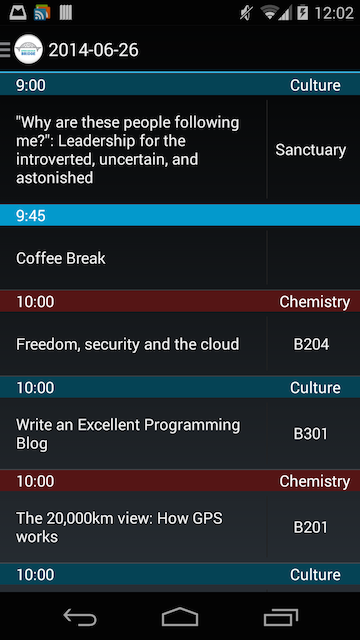 12:02
2014-06-26
9:00 Culture
"Why are these people following
me?": Leadership for the
introverted, uncertain, and
astonished
Sanctuary
9:45
Coffee Break
10:00 Chemistry
Freedom, security and the cloud
B204
10:00 Culture
Write an Excellent Programming
Blog
B301
10:00 Chemistry
The 20,000km view: How GPS
works
B201
10:00 Culture